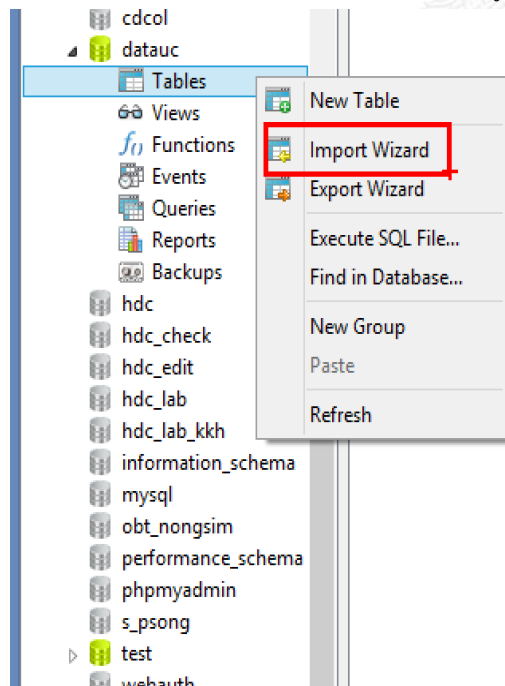 cdcol
datauc
Tables
Views
Functions
Events
Queries
Reports
Backups
hdc
hdc_check
hdc_edit
hdc_lab
hdc_lab_kkh
information_schema
mysql
obt_nongsim
performance_schema
phpmyadmin
s_psong
test
webauth
New Table
Import Wizard
Export Wizard
Execute SQL File...
Find in Database...
New Group
Paste
Refresh